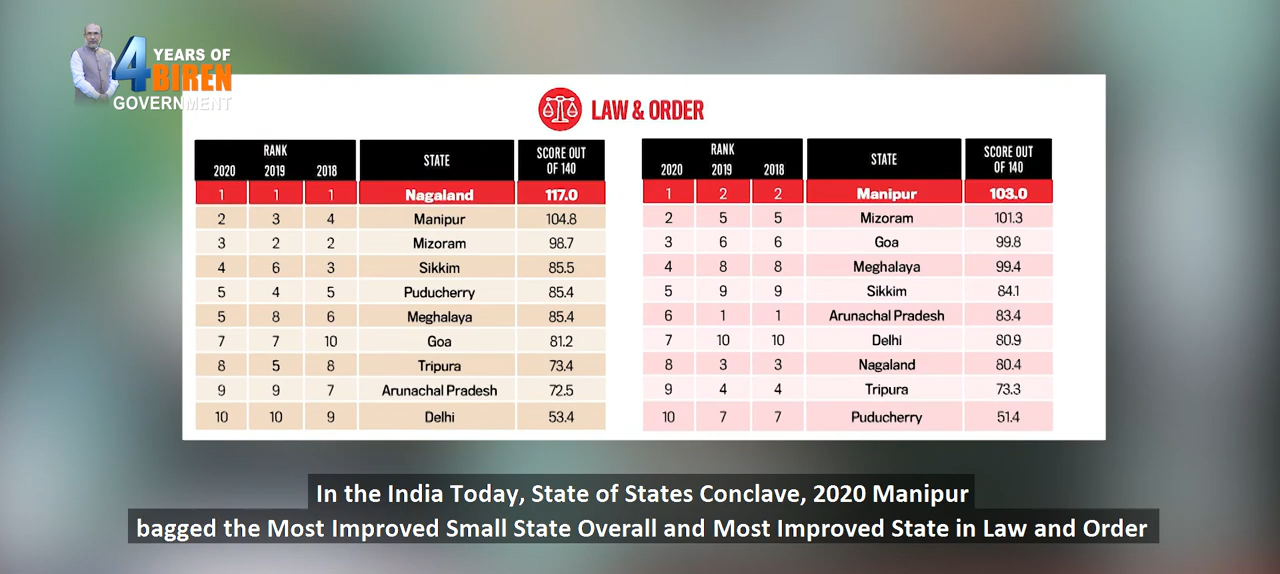 4 YEARS OF
BIREN
GOVERNMENT
LAW & ORDER
RANK
2020 2019 2018 STATE SCORE OUT OF 140
1 1 1 Nagaland 117.0
2 3 4 Manipur 104.8
3 2 2 Mizoram 98.7
4 6 3 Sikkim 85.5
5 4 5 Puducherry 85.4
5 8 6 Meghalaya 85.4
7 7 10 Goa 81.2
8 5 8 Tripura 73.4
9 9 7 Arunachal Pradesh 72.5
10 10 9 Delhi 53.4
RANK
2020 2019 2018 STATE SCORE OUT OF 140
1 2 2 Manipur 103.0
2 5 5 Mizoram 101.3
3 6 6 Goa 99.8
4 8 8 Meghalaya 99.4
5 9 9 Sikkim 84.1
6 1 1 Arunachal Pradesh 83.4
7 10 10 Delhi 80.9
8 3 3 Nagaland 80.4
9 4 4 Tripura 73.3
10 7 7 Puducherry 51.4
In the India Today, State of States Conclave, 2020 Manipur
bagged the Most Improved Small State Overall and Most Improved State in Law and Order